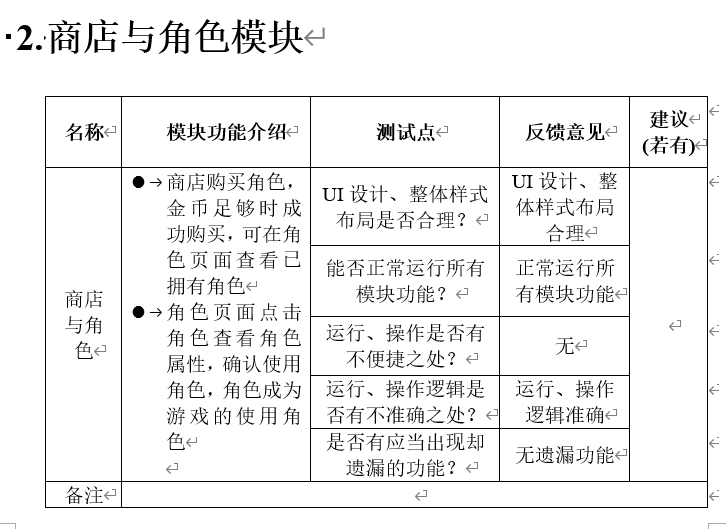 2.商店与角色模块
名称
模块功能介绍
测试点
反馈意见
建议
(若有)
商店
与角
色
商店购买角色，
金币足够时成
功购买，可在角
色页面查看已
拥有角色
角色页面点击
角色查看角色
属性，确认使用
角色，角色成为
游戏的使用角
色
UI 设计、整体样式
布局是否合理？
UI 设计、整
体样式布局
合理
能否正常运行所有
模块功能？
正常运行所
有模块功能
运行、操作是否有
不便捷之处？
无
运行、操作逻辑是
否有不准确之处？
运行、操作
逻辑准确
是否有应当出现却
遗漏的功能？
无遗漏功能
备注